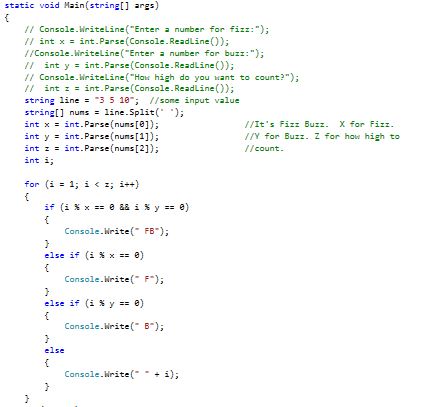 static void Main(string[] args)
{
    // Console.WriteLine("Enter a number for fizz:");
    // int x = int.Parse(Console.ReadLine());
    //Console.WriteLine("Enter a number for buzz:");
    //  int y = int.Parse(Console.ReadLine());
    // Console.WriteLine("How high do you want to count?");
    //  int z = int.Parse(Console.ReadLine());
    string line = "3 5 10";  //some input value
    string[] nums = line.Split(' ');
    int x = int.Parse(nums[0]);                //It's Fizz Buzz.  X for Fizz.
    int y = int.Parse(nums[1]);                //Y for Buzz. Z for how high to
    int z = int.Parse(nums[2]);                //count.
    int i;

    for (i = 1; i < z; i++)
    {
        if (i % x == 0 && i % y == 0)
        {
            Console.Write(" FB");
        }
        else if (i % x == 0)
        {
            Console.Write(" F");
        }
        else if (i % y == 0)
        {
            Console.Write(" B");
        }
        else
        {
            Console.Write(" " + i);
        }
    }